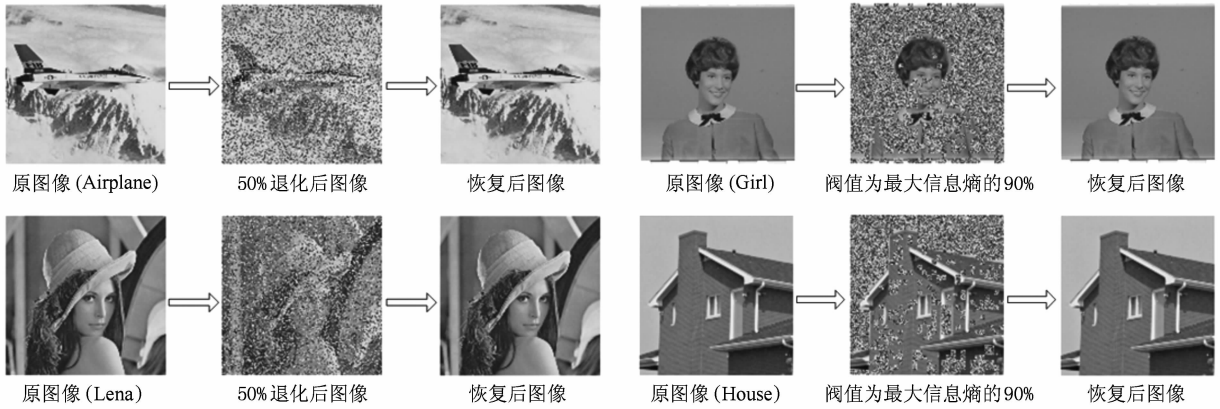 原图像(Airplane)
50%退化后图像
恢复后图像
原图像(Girl)
阀值为最大信息熵的90%
恢复后图像
原图像(Lena)
50%退化后图像
恢复后图像
原图像(House)
阀值为最大信息熵的90%
恢复后图像